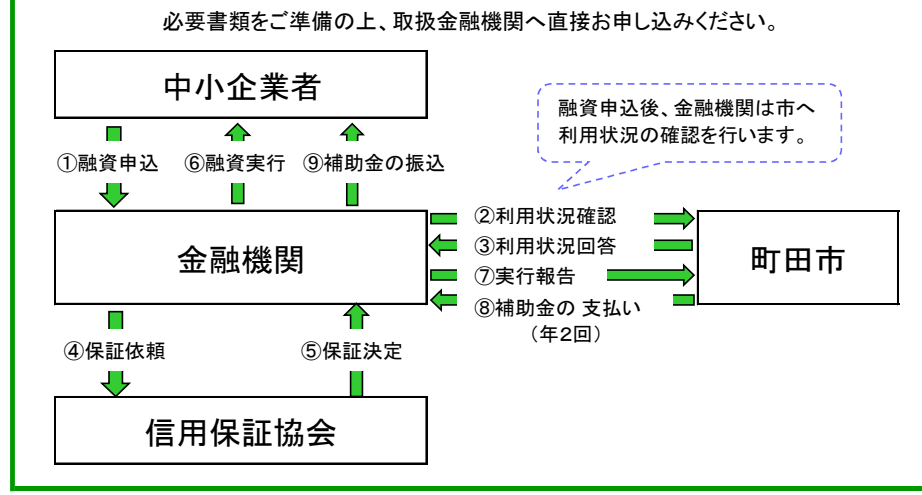 必要書類をご準備の上、取扱金融機関へ直接お申し込みください。
中小企業者
融資申込後、金融機関は市へ
利用状況の確認を行います。
①融資申込
⑥融資実行
⑨補助金の振込
金融機関
②利用状況確認
③利用状況回答
⑦実行報告
⑧補助金の 支払い
（年2回）
町田市
④保証依頼
⑤保証決定
信用保証協会